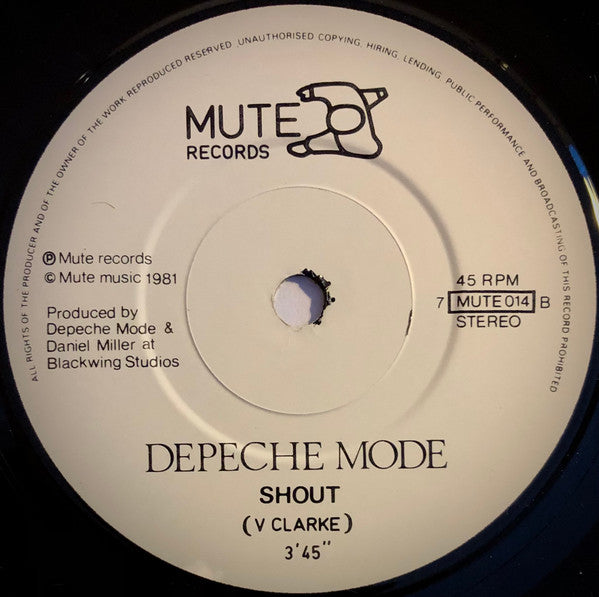 ALL RIGHTS OF THE PRODUCER AND OF THE OWNER OF THE WORK REPRODUCED RESERVED. UNAUTHORISED COPYING, HIRING, LENDING, PUBLIC PERFORMANCE AND BROADCASTING OF THIS RECORD PROHIBITED
MUTE
RECORDS
℗ Mute records
© Mute music 1981
Produced by
Depeche Mode &
Daniel Miller at
Blackwing Studios
45 RPM
7 MUTE 014 B
STEREO
DEPECHE MODE
SHOUT
(V CLARKE)
3'45"